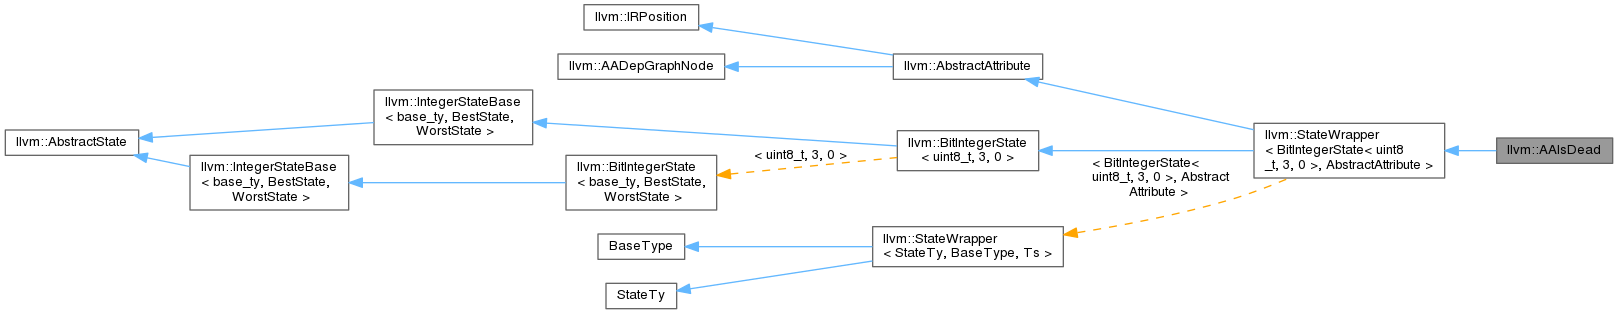 llvm::IRPosition
llvm::AADepGraphNode
llvm::AbstractAttribute
llvm::AbstractState
llvm::IntegerStateBase
< base_ty, BestState,
WorstState >
llvm::IntegerStateBase
< base_ty, BestState,
WorstState >
llvm::BitIntegerState
< base_ty, BestState,
WorstState >
< uint8_t, 3, 0 >
llvm::BitIntegerState
< uint8_t, 3, 0 >
< BitIntegerState<
uint8_t, 3, 0 >, Abstract
Attribute >
llvm::StateWrapper
< BitIntegerState< uint8
_t, 3, 0 >, AbstractAttribute >
llvm::AAIsDead
BaseType
StateTy
llvm::StateWrapper
< StateTy, BaseType, Ts >